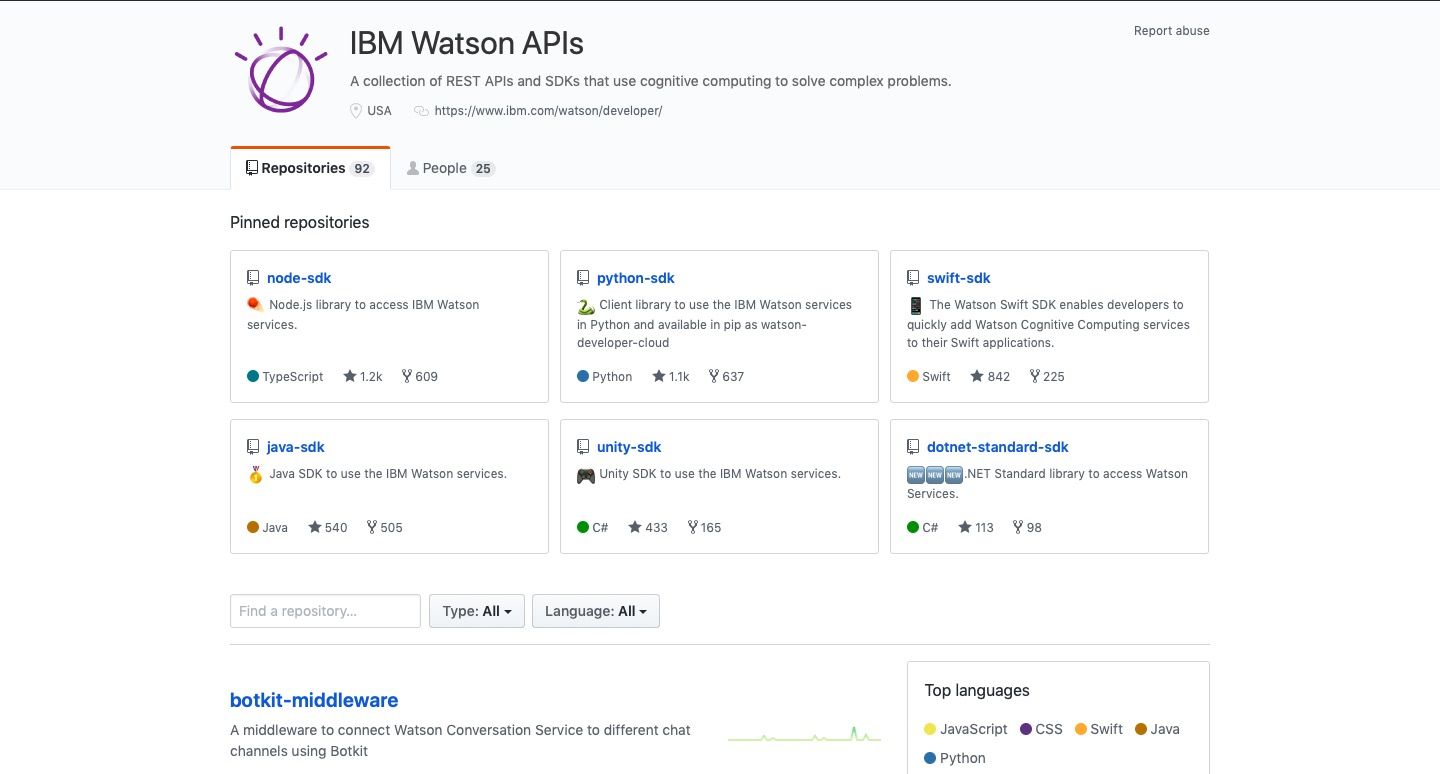 IBM Watson APIs
Report abuse
A collection of REST APIs and SDKs that use cognitive computing to solve complex problems.
USA https://www.ibm.com/watson/developer/
Repositories 92 People 25
Pinned repositories
node-sdk
Node.js library to access IBM Watson
services.
TypeScript 1.2k 609
python-sdk
Client library to use the IBM Watson services
in Python and available in pip as watson-
developer-cloud
Python 1.1k 637
swift-sdk
The Watson Swift SDK enables developers to
quickly add Watson Cognitive Computing services
to their Swift applications.
Swift 842 225
java-sdk
Java SDK to use the IBM Watson services.
Java 540 505
unity-sdk
Unity SDK to use the IBM Watson services.
C# 433 165
dotnet-standard-sdk
NEW NEW NEW .NET Standard library to access Watson
Services.
C# 113 98
Find a repository...
Type: All
Language: All
botkit-middleware
A middleware to connect Watson Conversation Service to different chat
channels using Botkit
Top languages
JavaScript CSS Swift Java
Python